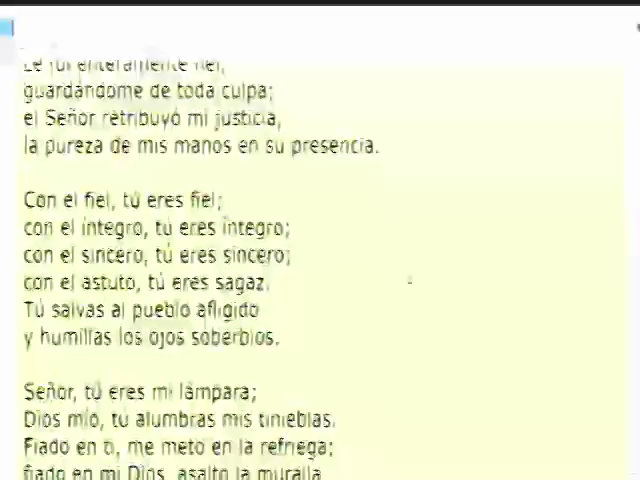 Le fui enteramente fiel,
guardándome de toda culpa;
el Señor retribuyó mi justicia,
la pureza de mis manos en su presencia.
Con el fiel, tú eres fiel;
con el íntegro, tú eres íntegro;
con el sincero, tú eres sincero;
con el astuto, tú eres sagaz.
Tú salvas al pueblo afligido
y humillas los ojos soberbios.
Señor, tú eres mi lámpara;
Dios mío, tú alumbras mis tinieblas.
Fiado en ti, me meto en la refriega;
fiado en mi Dios, asalto la muralla